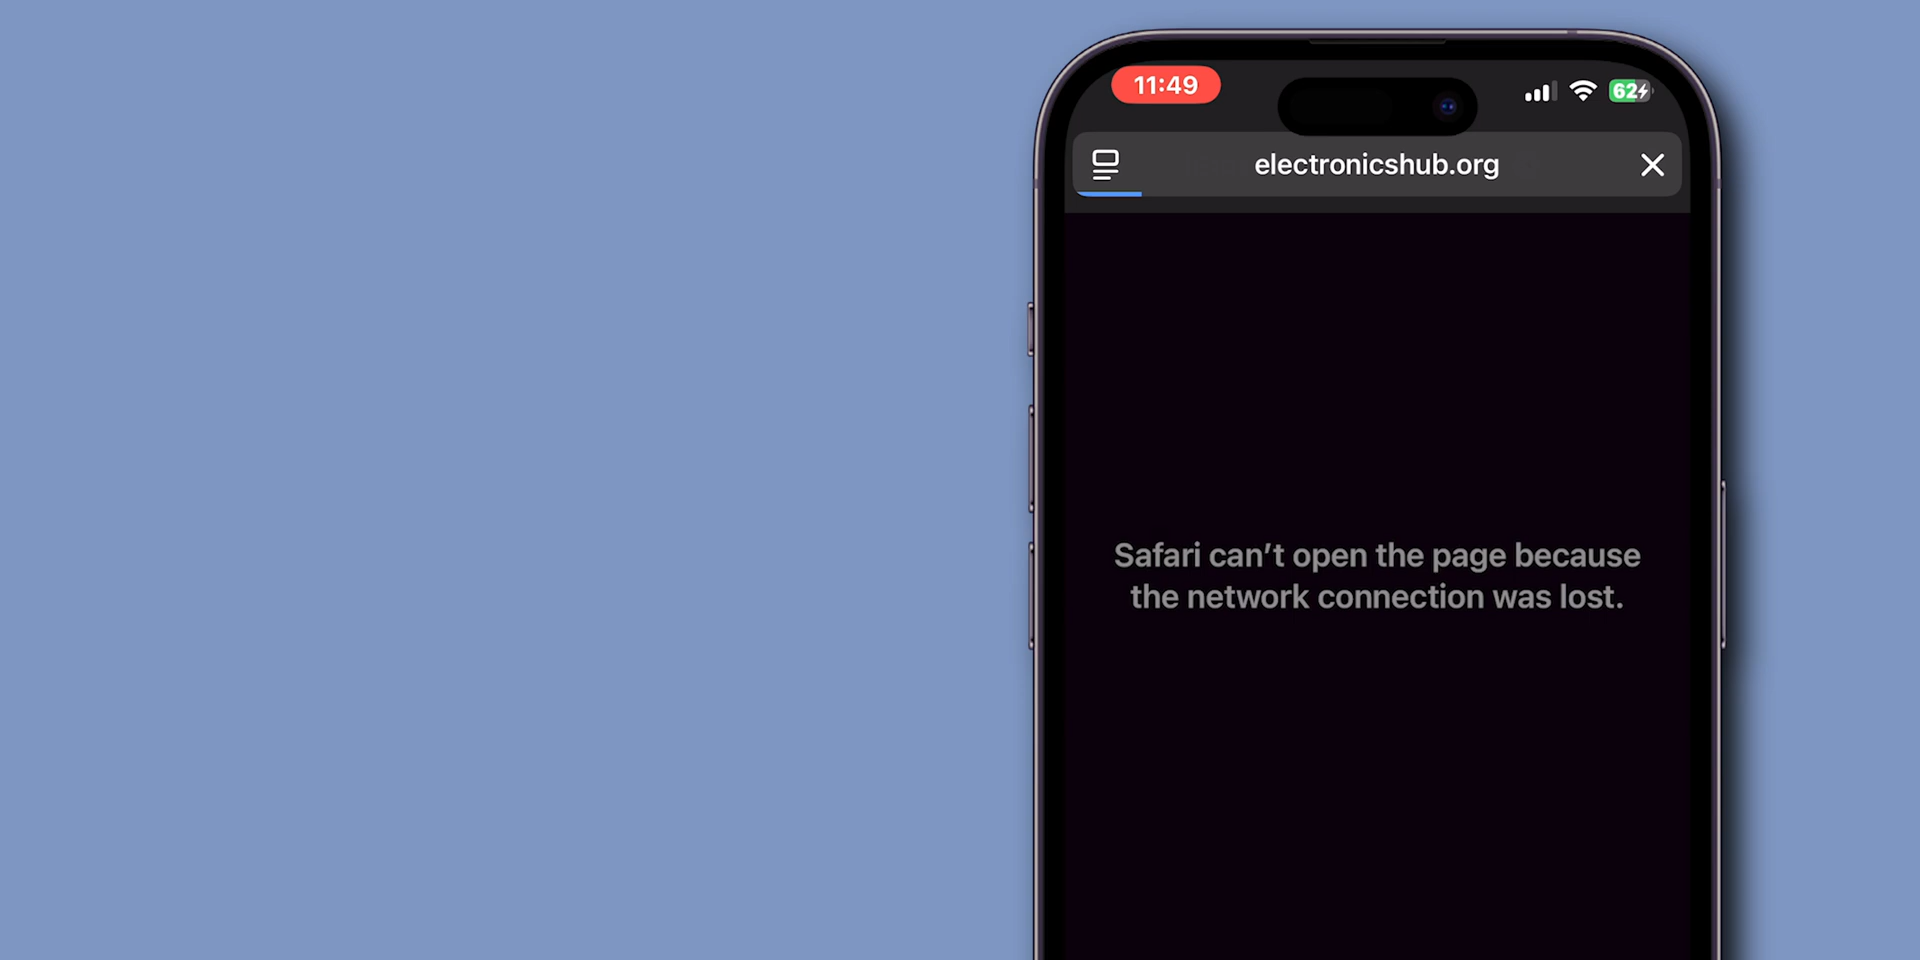 11:49
62
electronicshub.org
Safari can’t open the page because
the network connection was lost.